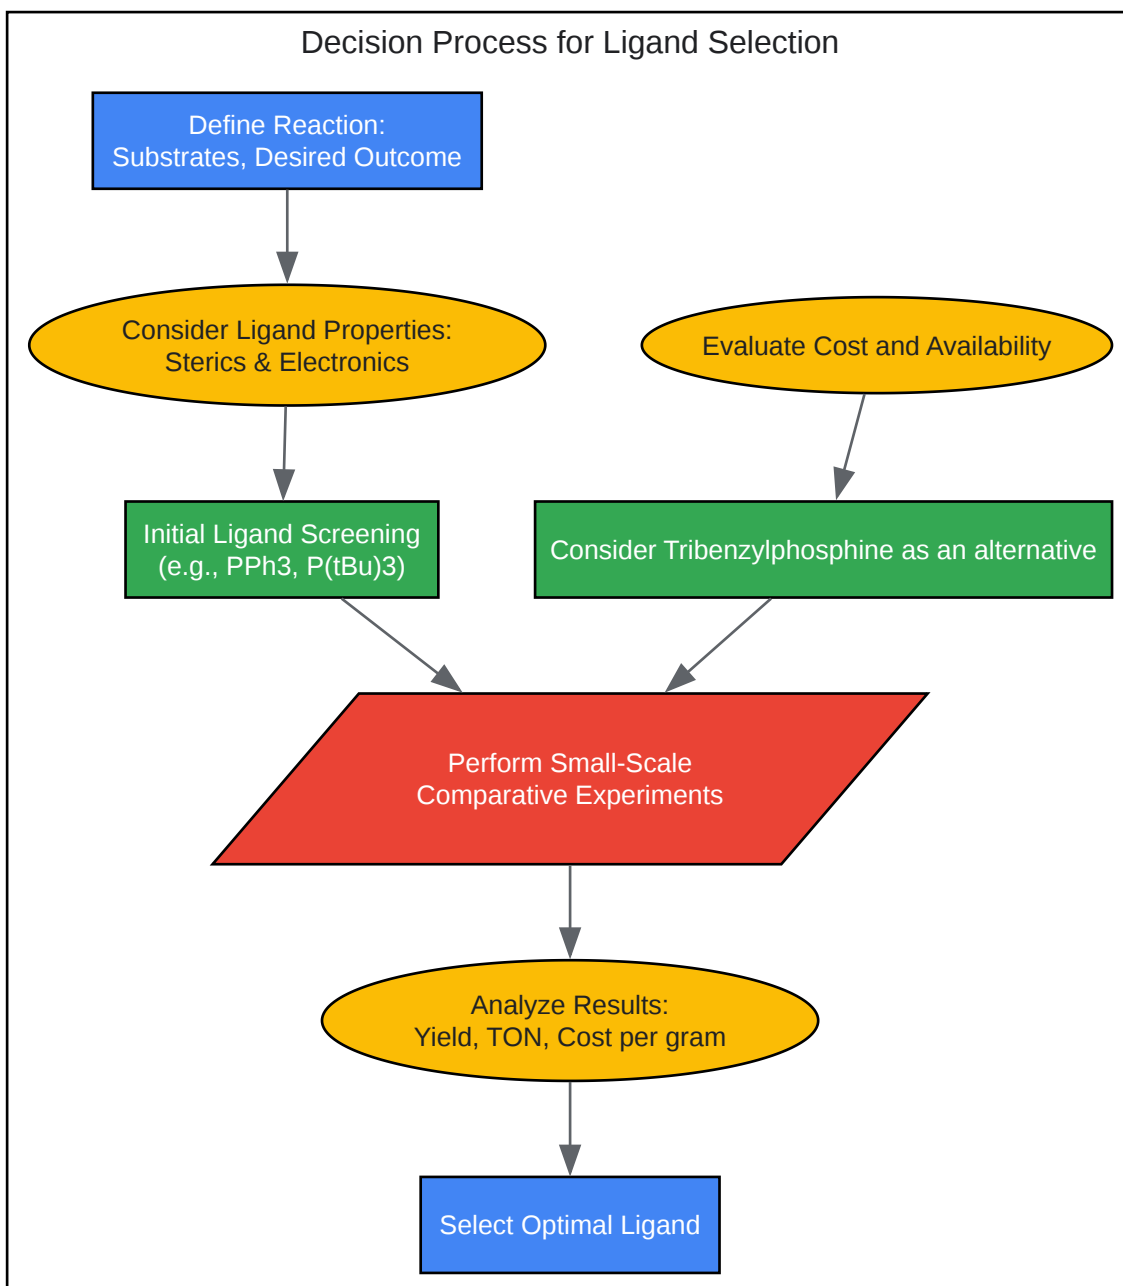 Decision Process for Ligand Selection
Define Reaction:
Substrates, Desired Outcome
Consider Ligand Properties:
Sterics & Electronics
Evaluate Cost and Availability
Initial Ligand Screening
(e.g., PPh3, P(tBu)3)
Consider Tribenzylphosphine as an alternative
Perform Small-Scale
Comparative Experiments
Analyze Results:
Yield, TON, Cost per gram
Select Optimal Ligand